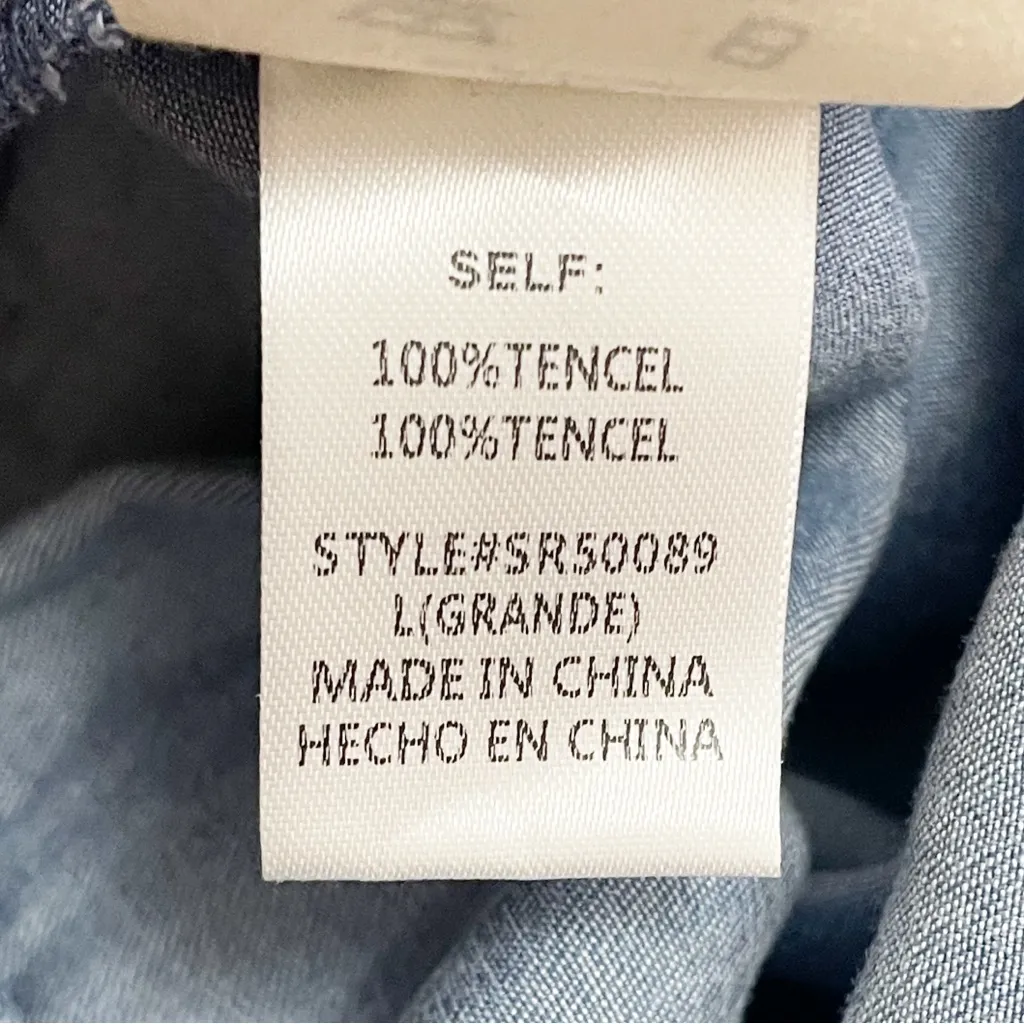 SELF:
100%TENCEL
100%TENCEL
STYLE#SR50089
L(GRANDE)
MADE IN CHINA
HECHO EN CHINA